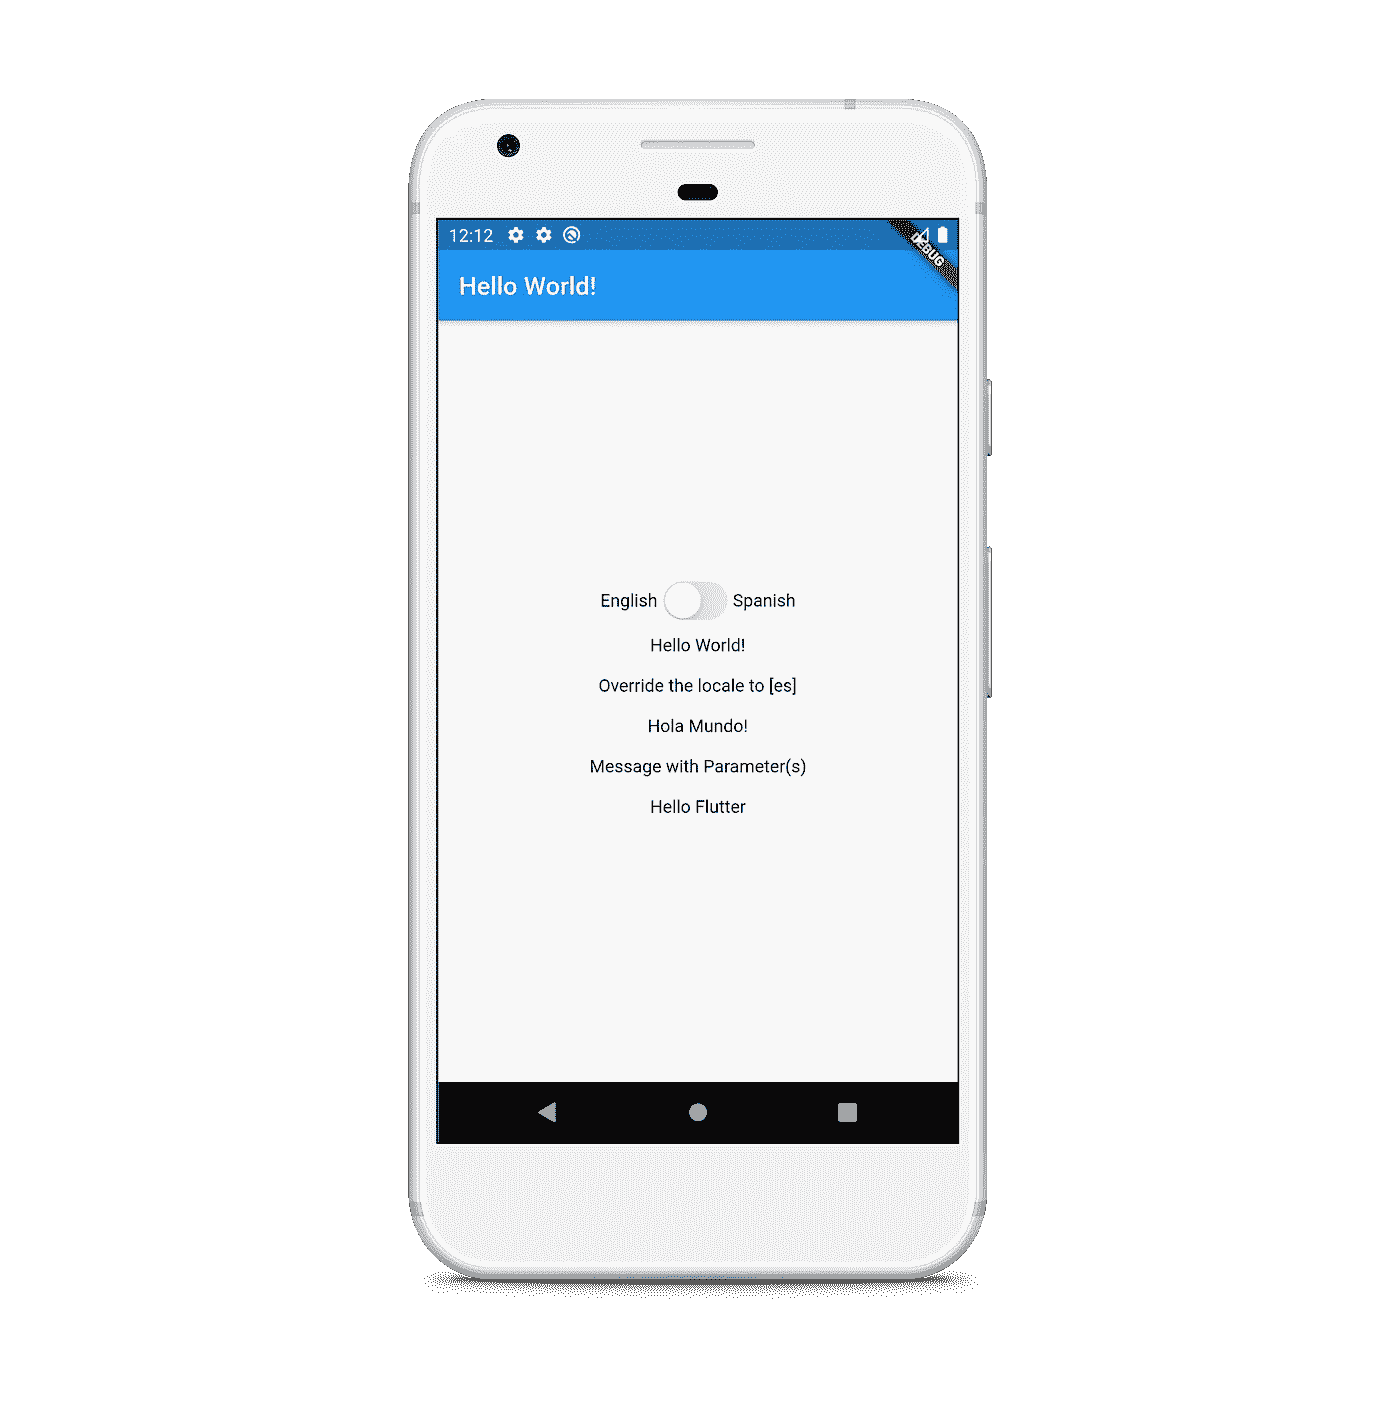 12:12
DEBUG
Hello World!
English Spanish
Hello World!
Override the locale to [es]
Hola Mundo!
Message with Parameter(s)
Hello Flutter